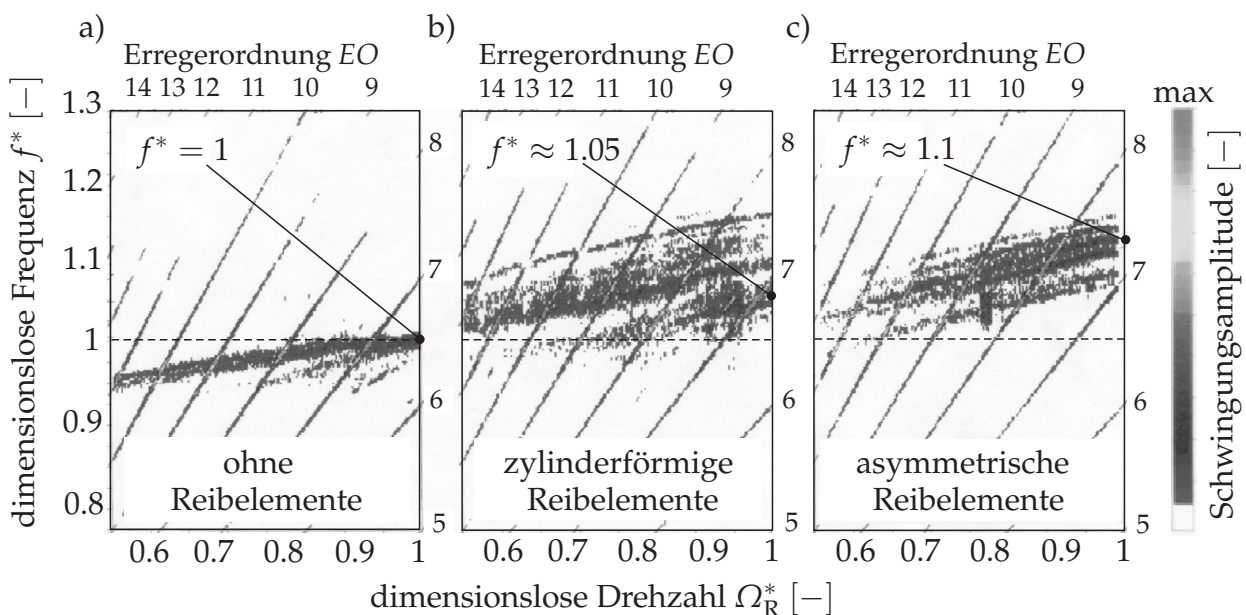 a)
Erregerordnung EO
14 13 12 11 10 9
b)
Erregerordnung EO
14 13 12 11 10 9
c)
Erregerordnung EO
14 13 12 11 10 9
dimensionslose Frequenz f* [−]
1.3
1.2
1.1
1
0.9
0.8
f* = 1
ohne
Reibelemente
8
7
6
5
f* ≈ 1.05
zylinderförmige
Reibelemente
8
7
6
5
f* ≈ 1.1
asymmetrische
Reibelemente
8
7
6
5
max
Schwingungsamplitude [−]
0.6 0.7 0.8 0.9 1
0.6 0.7 0.8 0.9 1
0.6 0.7 0.8 0.9 1
dimensionslose Drehzahl Ω*R [−]